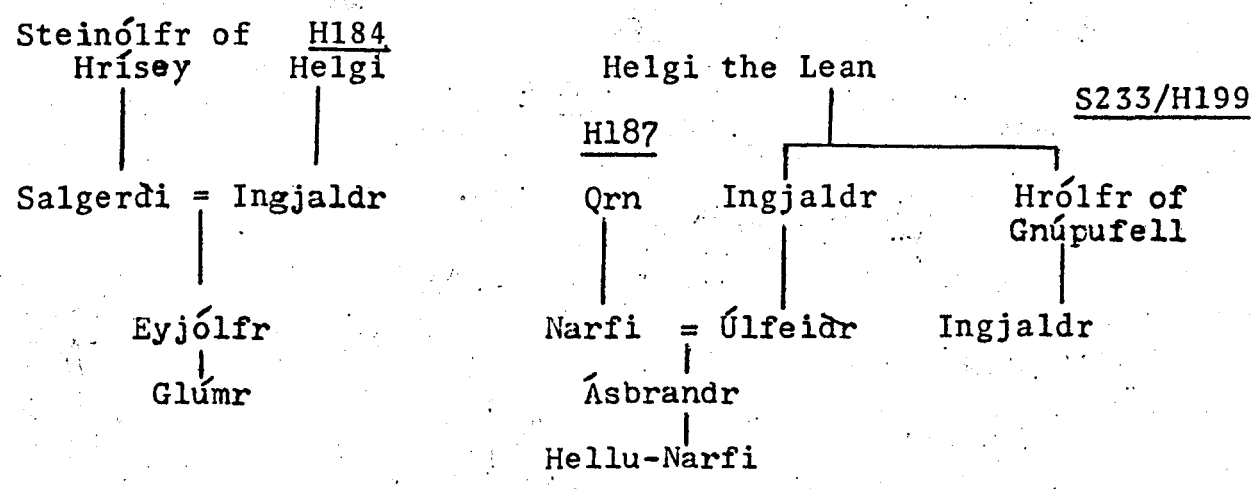 Steinólfr of H184
Hrísey Helgi Helgi the Lean
S233/H199
H187
Salgerði = Ingjaldr Qrn Ingjaldr Hrólfr of
Gnúpufell
Eyjólfr Narfi = Úlfeiðr Ingjaldr
Glúmr Ásbrandr
Hellu-Narfi